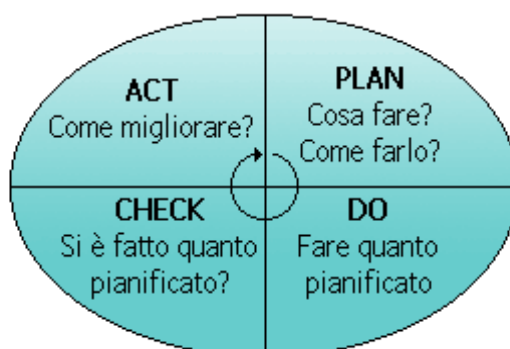 ACT
Come migliorare?
PLAN
Cosa fare?
Come farlo?
CHECK
Si è fatto quanto
pianificato?
DO
Fare quanto
pianificato